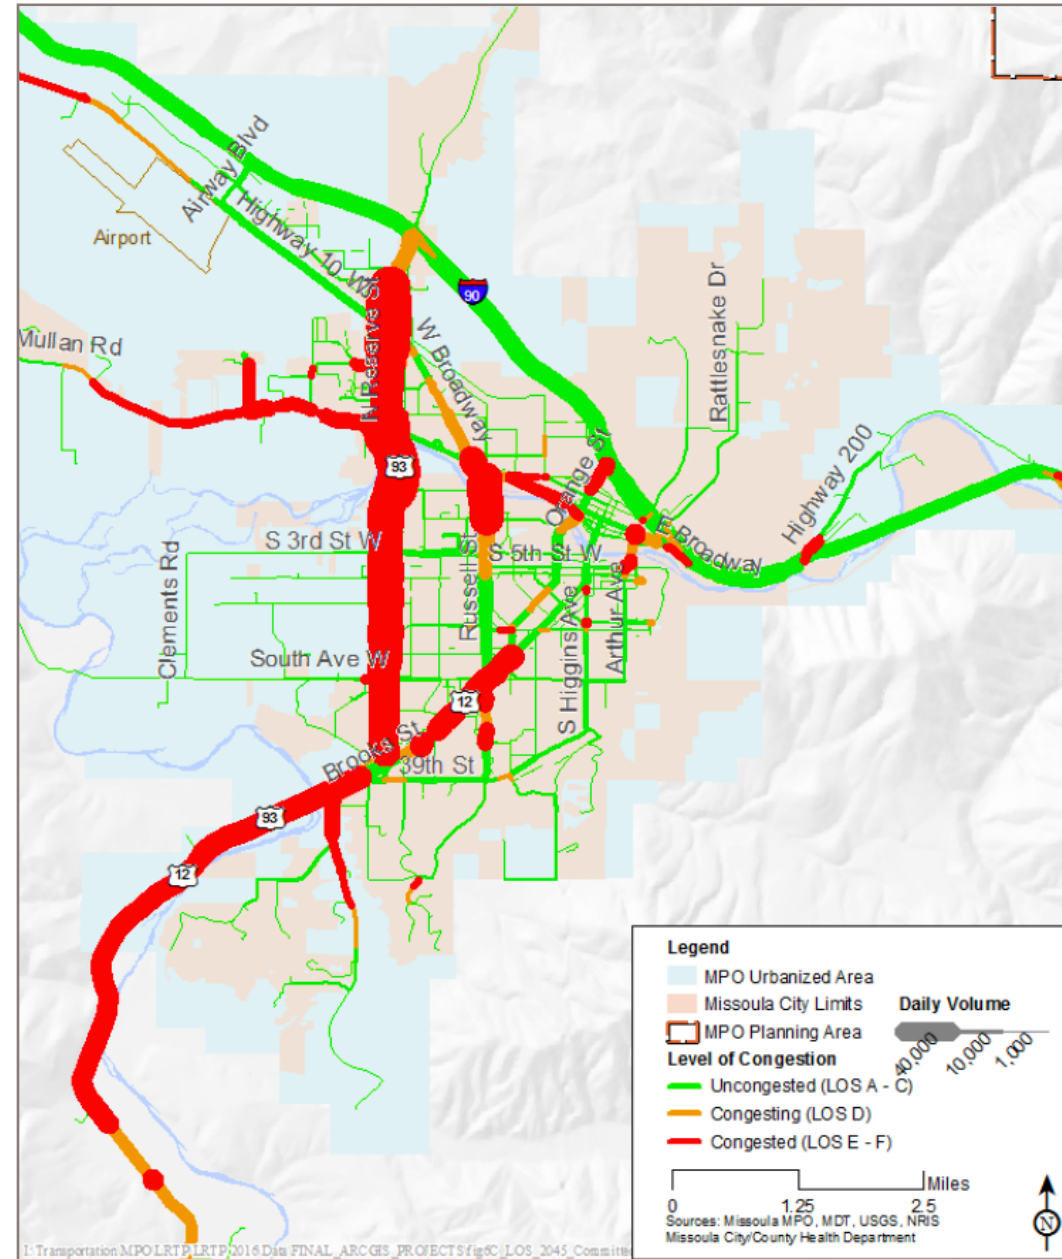 Airway Blvd
Airport
Highway 10 W
N Reserve St
90
Mullan Rd
W Broadway
Rattlesnake Dr
93
Orange St
Highway 200
E Broadway
S 3rd St W
S 5th St W
Russell St
Clements Rd
S Higgins Ave
Arthur Ave
South Ave W
12
Brooks St
39th St
93
12
Legend
MPO Urbanized Area
Missoula City Limits
MPO Planning Area
Daily Volume
40,000 10,000 1,000
Level of Congestion
Uncongested (LOS A - C)
Congesting (LOS D)
Congested (LOS E - F)
Miles
0 1.25 2.5
Sources: Missoula MPO, MDT, USGS, NRIS
Missoula City/County Health Department
N